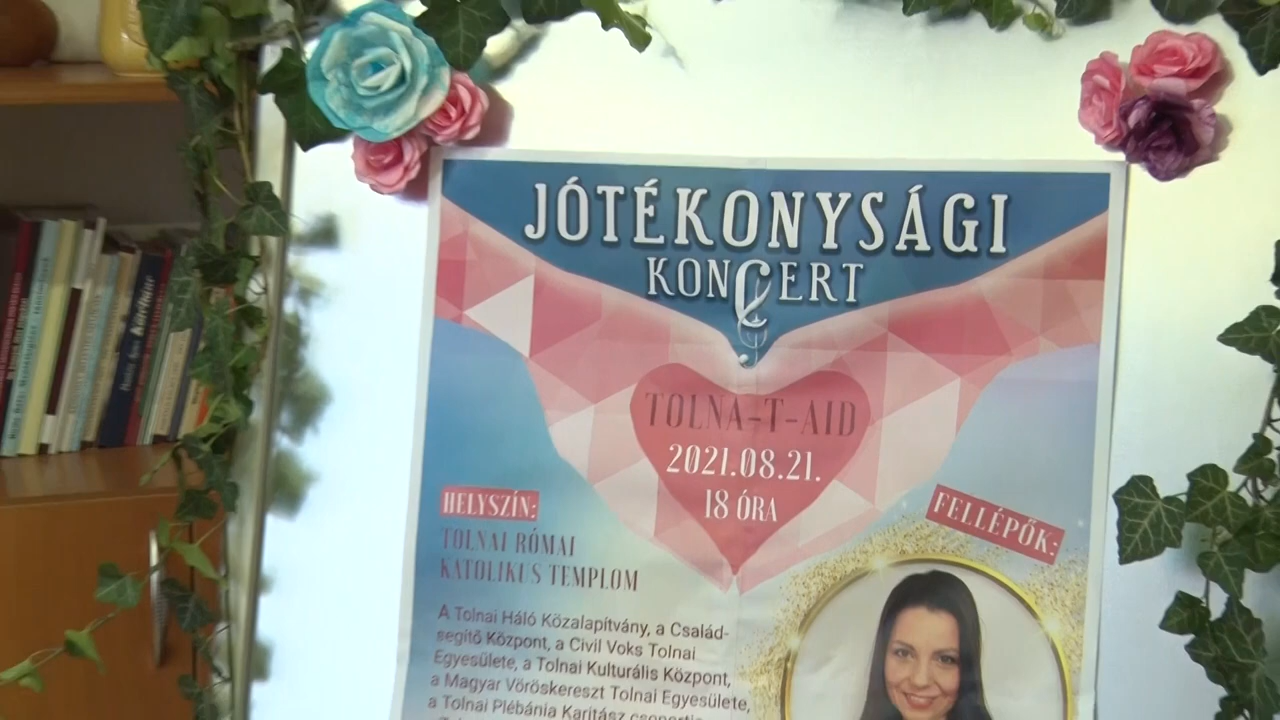 JÓTÉKONYSÁGI
KONCERT
TOLNA-T-AID
2021.08.21.
18 ÓRA
HELYSZÍN:
TOLNAI RÓMAI
KATOLIKUS TEMPLOM
FELLÉPŐK:
A Tolnai Háló Közalapítvány, a Család-
segítő Központ, a Civil Voks Tolnai
Egyesülete, a Tolnai Kulturális Központ,
a Magyar Vöröskereszt Tolnai Egyesülete,
a Tolnai Plébánia Karitász